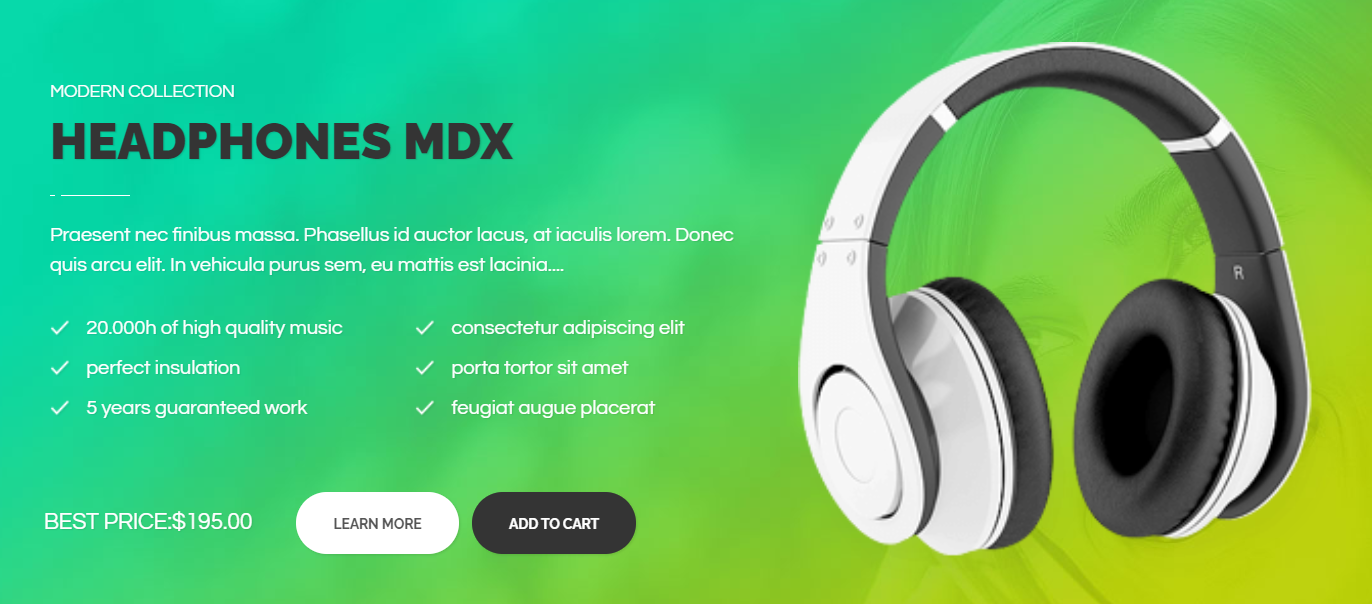 MODERN COLLECTION
HEADPHONES MDX
Praesent nec finibus massa. Phasellus id auctor lacus, at iaculis lorem. Donec
quis arcu elit. In vehicula purus sem, eu mattis est lacinia....
20.000h of high quality music
perfect insulation
5 years guaranteed work
consectetur adipiscing elit
porta tortor sit amet
feugiat augue placerat
BEST PRICE:$195.00
LEARN MORE
ADD TO CART
R